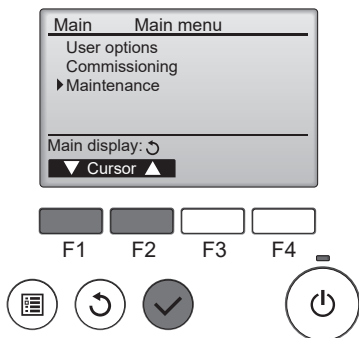 Main Main menu
User options
Commissioning
Maintenance
Main display:
Cursor
F1 F2 F3 F4